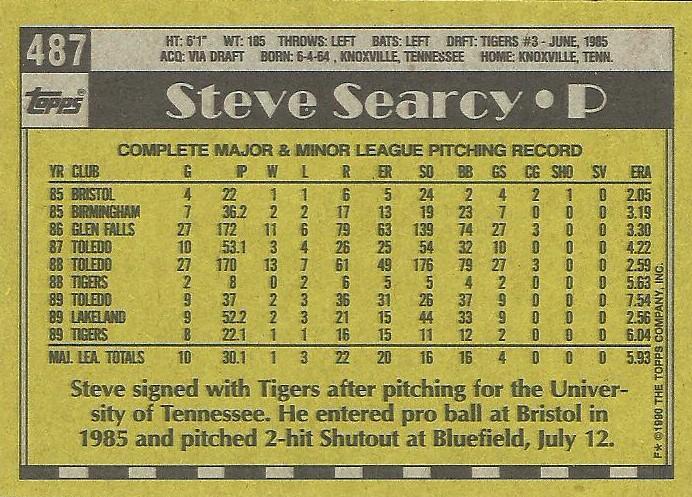 487
HT: 6'1" WT: 185 THROWS: LEFT BATS: LEFT DRFT: TIGERS #3 - JUNE, 1985
ACQ: VIA DRAFT BORN: 6-4-64 , KNOXVILLE, TENNESSEE HOME: KNOXVILLE, TENN.
TOPPS®
Steve Searcy • P
COMPLETE MAJOR & MINOR LEAGUE PITCHING RECORD
YR CLUB G IP W L R ER SO BB GS CG SHO SV ERA
85 BRISTOL 4 22 1 1 6 5 24 2 4 2 1 0 2.05
85 BIRMINGHAM 7 36.2 2 2 17 13 19 23 7 0 0 0 3.19
86 GLEN FALLS 27 172 11 6 79 63 139 74 27 3 0 0 3.30
87 TOLEDO 10 53.1 3 4 26 25 54 32 10 0 0 0 4.22
88 TOLEDO 27 170 13 7 61 49 176 79 27 3 0 0 2.59
88 TIGERS 2 8 0 2 6 5 5 4 2 0 0 0 5.63
89 TOLEDO 9 37 2 3 36 31 26 37 9 0 0 0 7.54
89 LAKELAND 9 52.2 2 3 21 15 44 33 9 0 0 0 2.56
89 TIGERS 8 22.1 1 1 16 15 11 12 2 0 0 0 6.04
MAJ. LEA. TOTALS 10 30.1 1 3 22 20 16 16 4 0 0 0 5.93
Steve signed with Tigers after pitching for the Univer-
sity of Tennessee. He entered pro ball at Bristol in
1985 and pitched 2-hit Shutout at Bluefield, July 12.
F* ©1990 THE TOPPS COMPANY, INC.